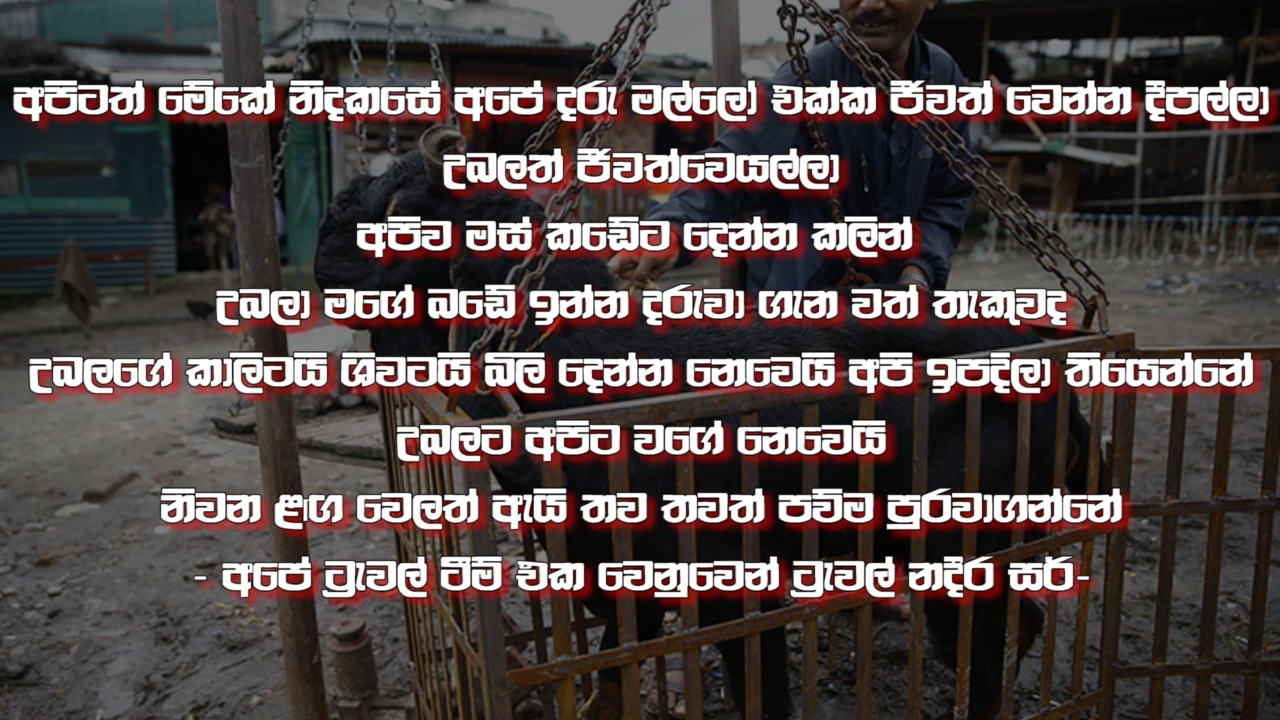 අපිටත් මේකේ නිදකසේ අපේ දරු මල්ලෝ එක්ක ජීවත් වෙන්න දීපල්ලා
උබලත් ජීවත්වෙයල්ලා
අපිව මස් කඩේට දෙන්න කලින්
උබලා මගේ බඩේ ඉන්න දරුවා ගැන වත් තැකුවද
උබලගේ කාලිටයි ශිවටයි බිලි දෙන්න නෙවෙයි අපි ඉපදිලා තියෙන්නේ
උබලට අපිට වගේ නෙවෙයි
නිවන ළඟ වෙලත් ඇයි තව තවත් පව්ම පුරවාගන්නේ
- අපේ ට්‍රැවල් ටීම් එක වෙනුවෙන් ට්‍රැවල් නදීර සර්-